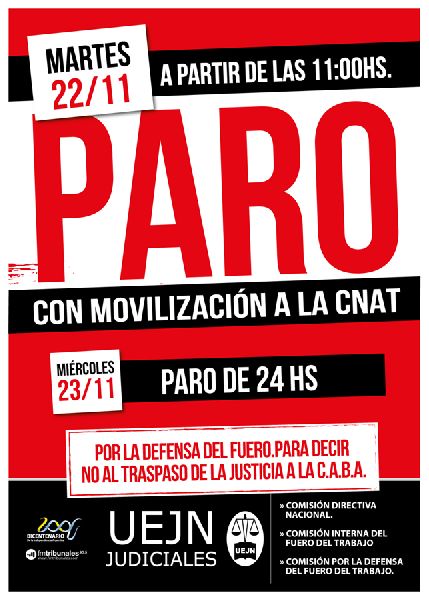 MARTES
22/11
A PARTIR DE LAS 11:00HS.
PARO
CON MOVILIZACIÓN A LA CNAT
MIÉRCOLES
23/11
PARO DE 24 HS
POR LA DEFENSA DEL FUERO.PARA DECIR
NO AL TRASPASO DE LA JUSTICIA A LA C.A.B.A.
BICENTENARIO
fmtribunales
UEJN
JUDICIALES
UEJN
» COMISIÓN DIRECTIVA
NACIONAL.
» COMISIÓN INTERNA DEL
FUERO DEL TRABAJO
» COMISIÓN POR LA DEFENSA
DEL FUERO DEL TRABAJO.